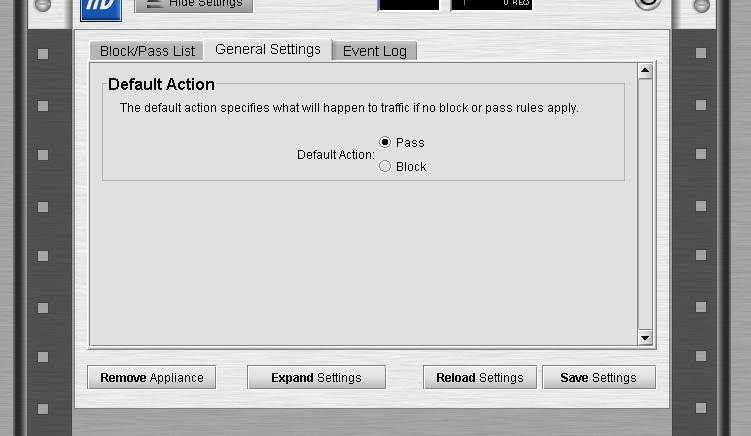 Hide Settings
0 REQ
Block/Pass List
General Settings
Event Log
Default Action
The default action specifies what will happen to traffic if no block or pass rules apply.
Default Action:
Pass
Block
Remove Appliance
Expand Settings
Reload Settings
Save Settings